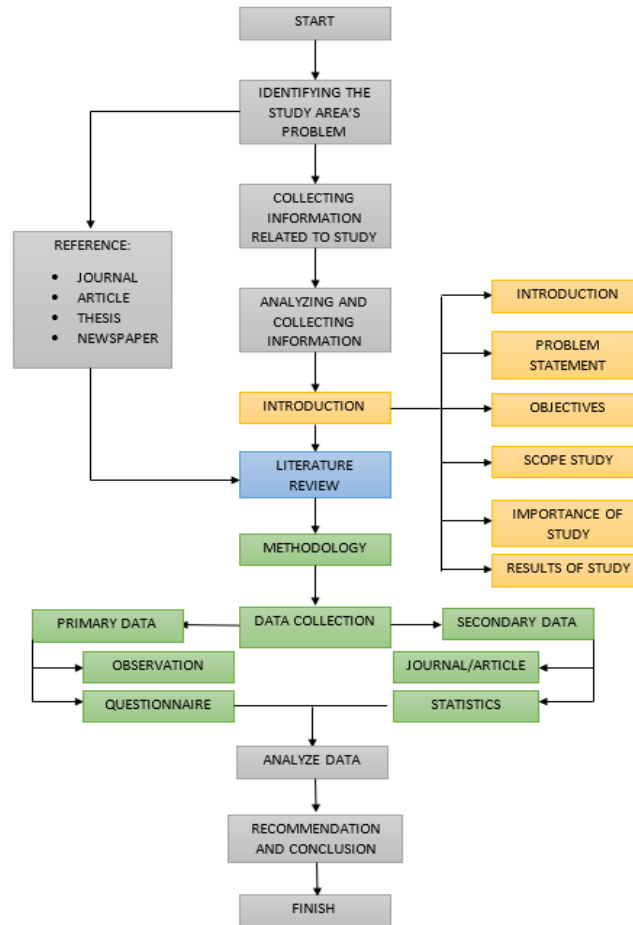 START
IDENTIFYING THE
STUDY AREA'S
PROBLEM
COLLECTING
INFORMATION
RELATED TO STUDY
REFERENCE:
• JOURNAL
• ARTICLE
• THESIS
• NEWSPAPER
ANALYZING AND
COLLECTING
INFORMATION
INTRODUCTION
INTRODUCTION
PROBLEM
STATEMENT
OBJECTIVES
SCOPE STUDY
IMPORTANCE OF
STUDY
RESULTS OF STUDY
LITERATURE
REVIEW
METHODOLOGY
DATA COLLECTION
PRIMARY DATA
OBSERVATION
QUESTIONNAIRE
SECONDARY DATA
JOURNAL/ARTICLE
STATISTICS
ANALYZE DATA
RECOMMENDATION
AND CONCLUSION
FINISH